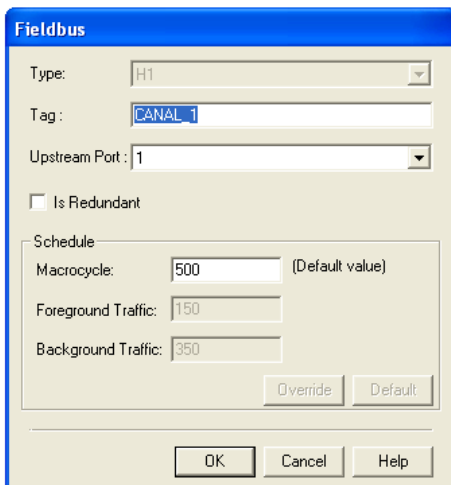 Fieldbus
Type: H1
Tag : CANAL_1
Upstream Port : 1
Is Redundant
Schedule
Macrocycle: 500 (Default value)
Foreground Traffic: 150
Background Traffic: 350
Override Default
OK Cancel Help